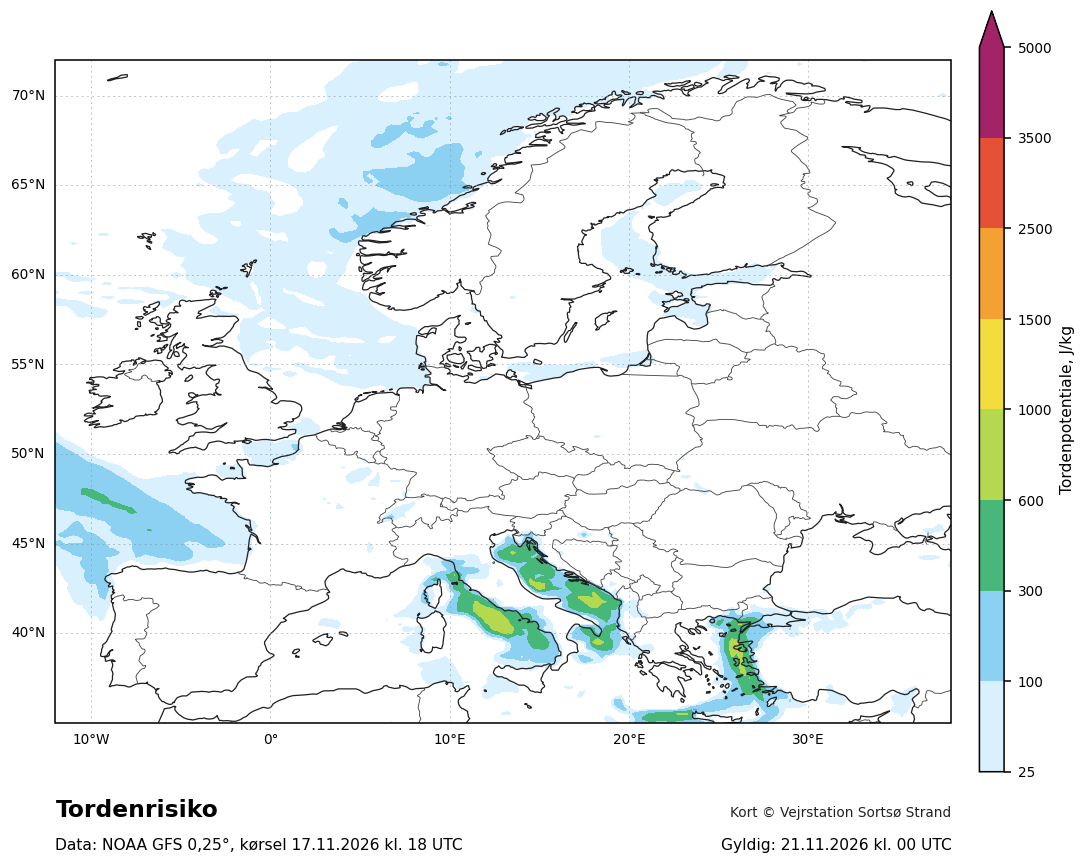 70°N
65°N
60°N
55°N
50°N
45°N
40°N
10°W
0°
10°E
20°E
30°E
5000
3500
2500
1500
1000
600
300
100
25
Tordenpotentiale, J/kg
Tordenrisiko
Kort © Vejrstation Sortsø Strand
Data: NOAA GFS 0,25°, kørsel 17.11.2026 kl. 18 UTC
Gyldig: 21.11.2026 kl. 00 UTC